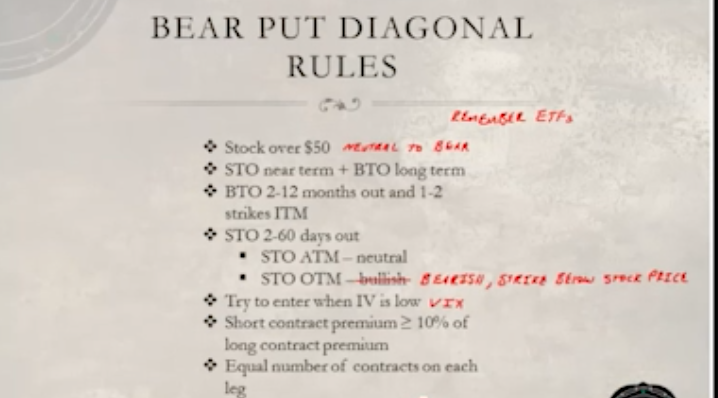 BEAR PUT DIAGONAL
RULES
REMEMBER ETFs
Stock over $50 NEUTRAL TO BEAR
STO near term + BTO long term
BTO 2-12 months out and 1-2
strikes ITM
STO 2-60 days out
STO ATM – neutral
STO OTM – bullish BEARISH, STRIKE BELOW STOCK PRICE
Try to enter when IV is low VIX
Short contract premium ≥ 10% of
long contract premium
Equal number of contracts on each
leg